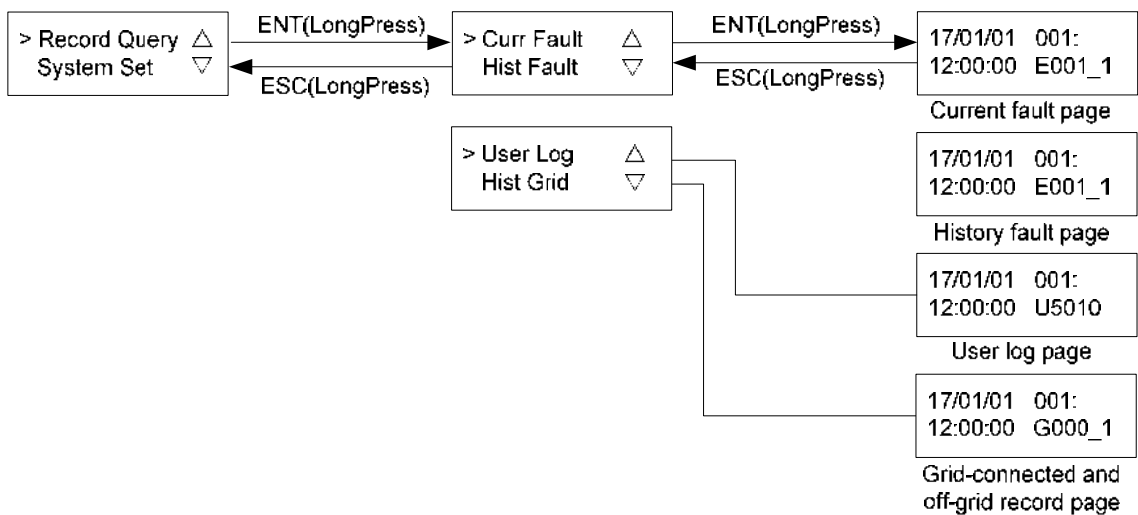 > Record Query △
System Set ▽
ENT(LongPress)
ESC(LongPress)
> Curr Fault △
Hist Fault ▽
ENT(LongPress)
ESC(LongPress)
17/01/01 001:
12:00:00 E001_1
Current fault page
> User Log △
Hist Grid ▽
17/01/01 001:
12:00:00 E001_1
History fault page
17/01/01 001:
12:00:00 U5010
User log page
17/01/01 001:
12:00:00 G000_1
Grid-connected and
off-grid record page